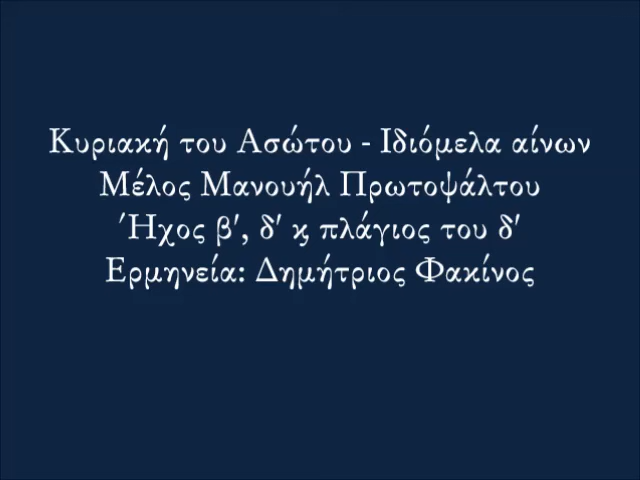 Κυριακή του Ασώτου - Ιδιόμελα αίνων
Μέλος Μανουήλ Πρωτοψάλτου
Ήχος β′, δ′ ϗ πλάγιος του δ′
Ερμηνεία: Δημήτριος Φακίνος